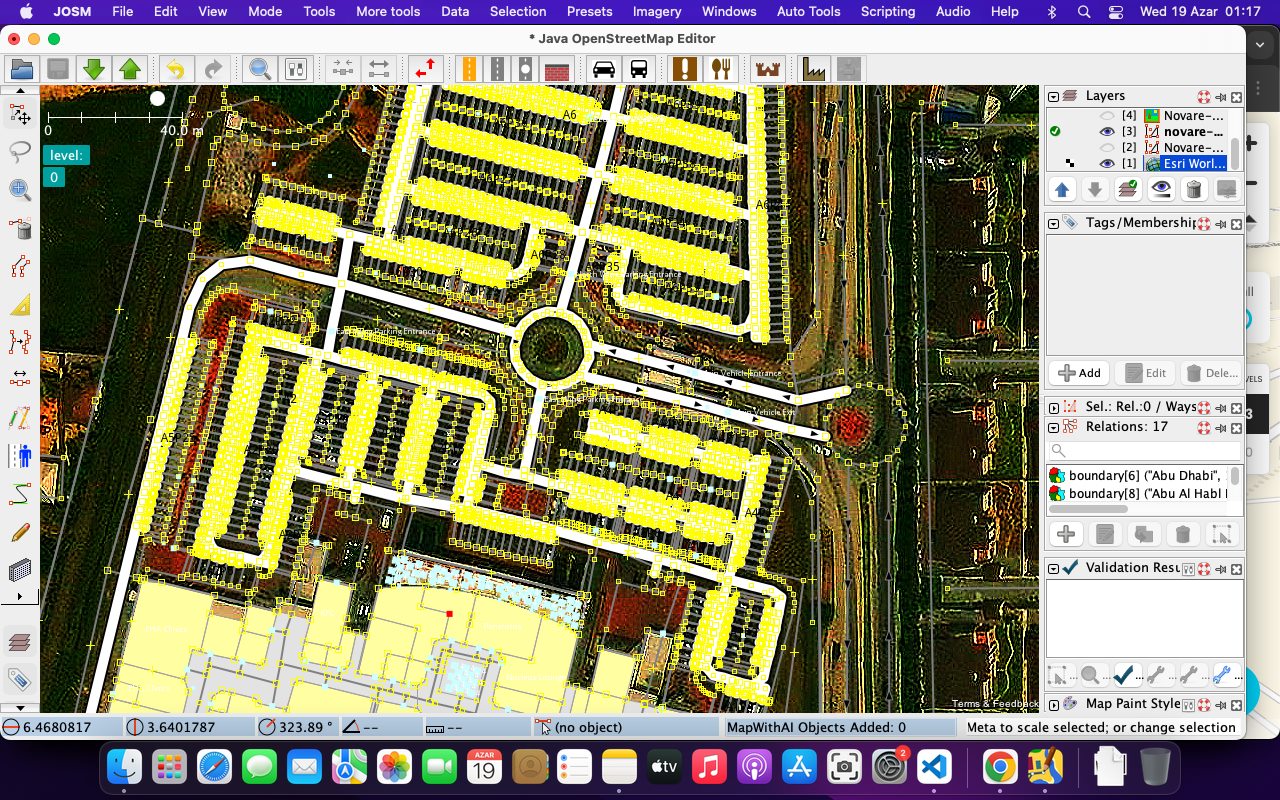 JOSM File Edit View Mode Tools More tools Data Selection Presets Imagery Windows Auto Tools Scripting Audio Help Wed 19 Azar 01:17
* Java OpenStreetMap Editor
0 40.0 m
level:
0
A6
Layers
[4] Novare-...
[3] novare-...
[2] Novare-...
[1] Esri Worl...
Tags/Membership
Add Edit Dele...
Sel.: Rel.:0 / Ways
Relations: 17
boundary[6] ("Abu Dhabi",
boundary[8] ("Abu Al Habl
Validation Resu
Map Paint Style
Parking Entrance
Vehicle Entrance
Terms & Feedback
6.4680817 3.6401787 323.89 ° -- -- (no object) MapWithAI Objects Added: 0 Meta to scale selected; or change selection
AZAR
19
tv
2